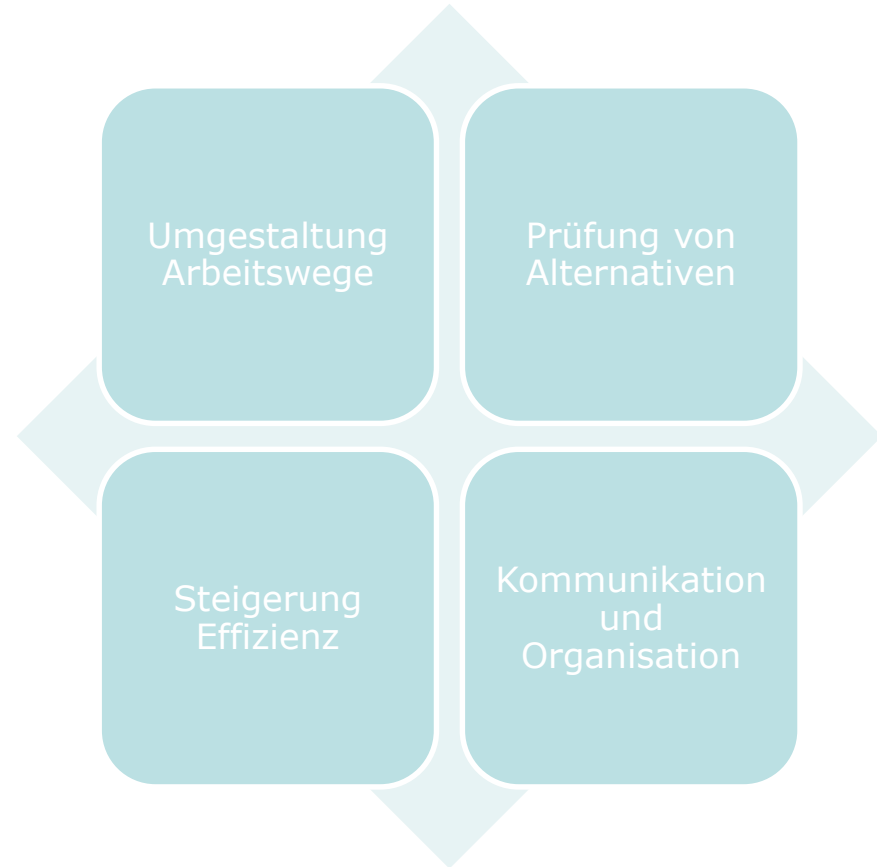 Umgestaltung
Arbeitswege
Prüfung von
Alternativen
Steigerung
Effizienz
Kommunikation
und
Organisation